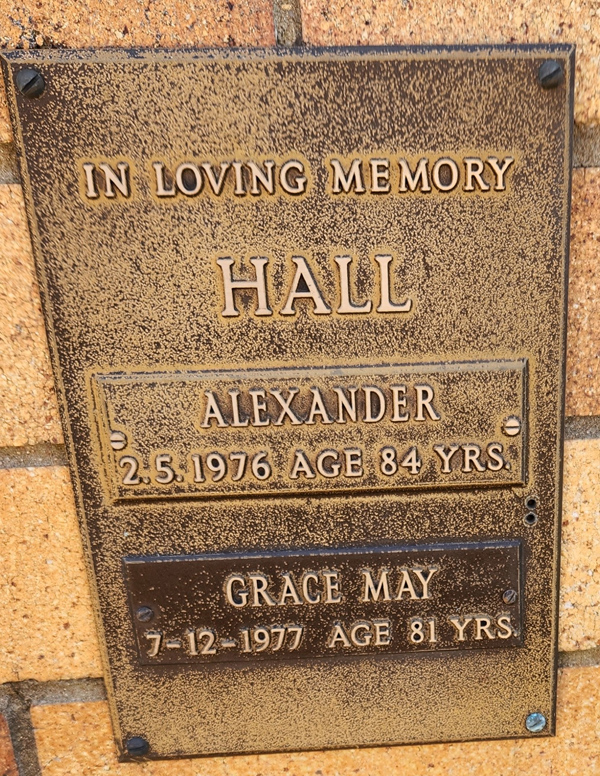 IN LOVING MEMORY
HALL
ALEXANDER
2.5.1976 AGE 84 YRS.
GRACE MAY
7-12-1977 AGE 81 YRS.